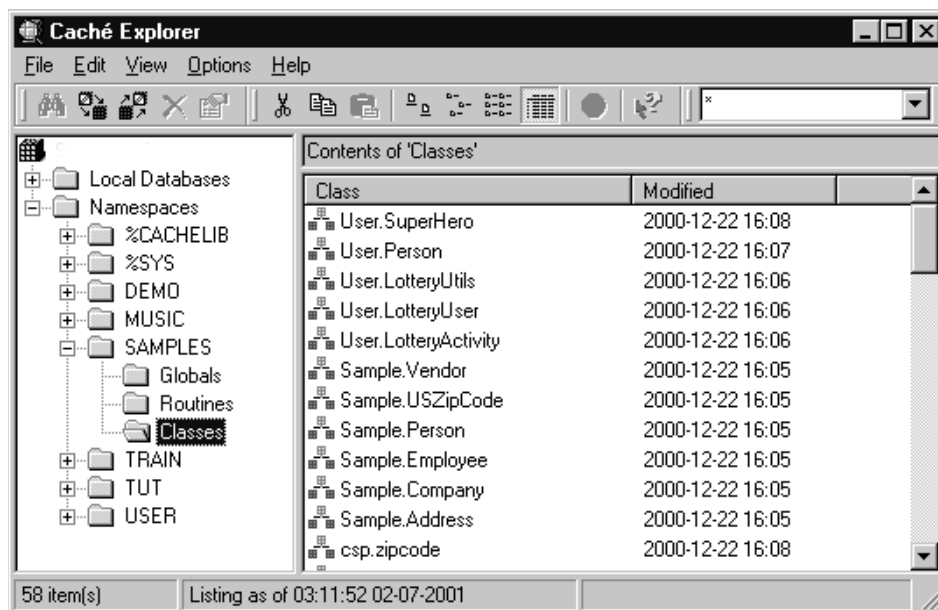 Caché Explorer
File Edit View Options Help
*
Contents of 'Classes'
Local Databases
Namespaces
%CACHELIB
%SYS
DEMO
MUSIC
SAMPLES
Globals
Routines
Classes
TRAIN
TUT
USER
Class Modified
User.SuperHero 2000-12-22 16:08
User.Person 2000-12-22 16:07
User.LotteryUtils 2000-12-22 16:06
User.LotteryUser 2000-12-22 16:06
User.LotteryActivity 2000-12-22 16:06
Sample.Vendor 2000-12-22 16:05
Sample.USZipCode 2000-12-22 16:05
Sample.Person 2000-12-22 16:05
Sample.Employee 2000-12-22 16:05
Sample.Company 2000-12-22 16:05
Sample.Address 2000-12-22 16:05
csp.zipcode 2000-12-22 16:08
58 item(s) Listing as of 03:11:52 02-07-2001